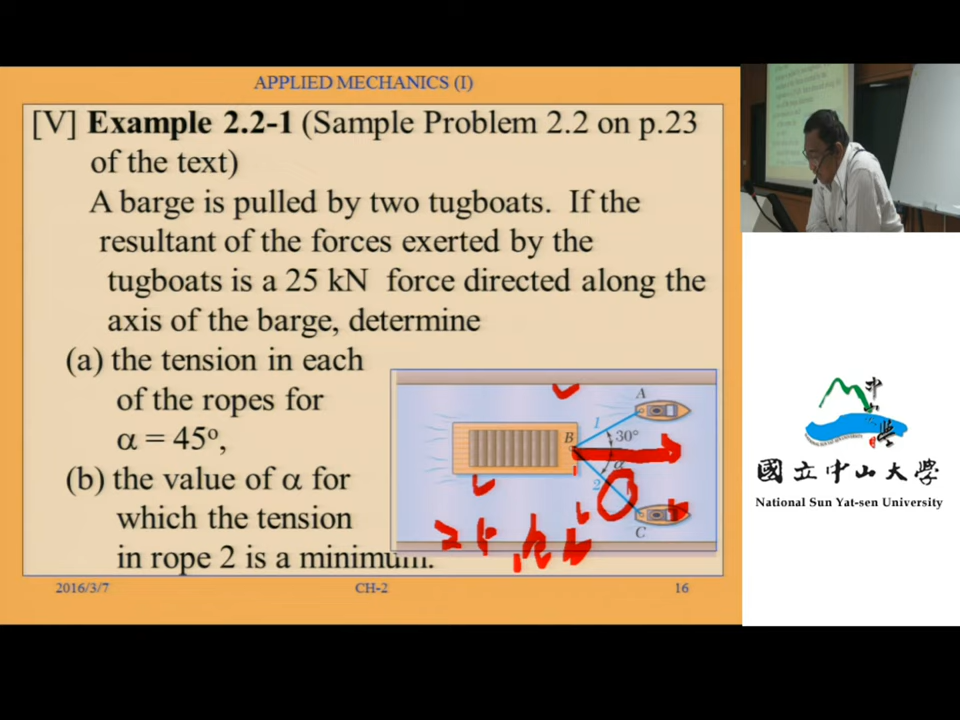 APPLIED MECHANICS (I)
[V] Example 2.2-1 (Sample Problem 2.2 on p.23
of the text)
A barge is pulled by two tugboats. If the
resultant of the forces exerted by the
tugboats is a 25 kN force directed along the
axis of the barge, determine
(a) the tension in each
of the ropes for
α = 45º,
(b) the value of α for
which the tension
in rope 2 is a minimum.
A
1
B
30°
α
2
C
2016/3/7
CH-2
16
中山大學
國立中山大學
National Sun Yat-sen University